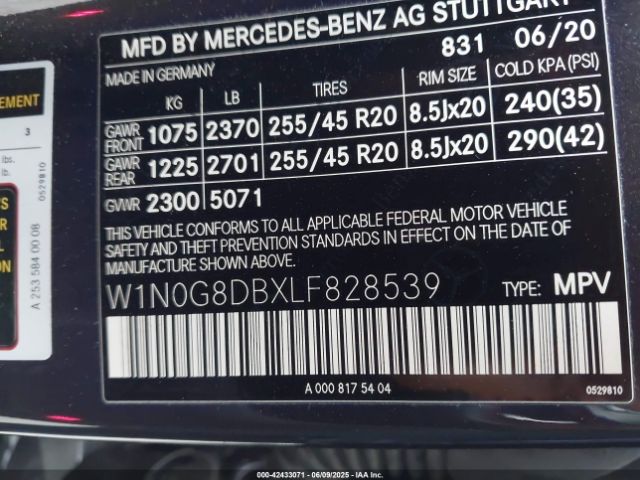 MFD BY MERCEDES-BENZ AG STUTTGART
831 06/20
MADE IN GERMANY
KG LB TIRES RIM SIZE COLD KPA(PSI)
GAWR FRONT 1075 2370 255/45 R20 8.5Jx20 240(35)
GAWR REAR 1225 2701 255/45 R20 8.5Jx20 290(42)
GVWR 2300 5071
THIS VEHICLE CONFORMS TO ALL APPLICABLE FEDERAL MOTOR VEHICLE
SAFETY AND THEFT PREVENTION STANDARDS IN EFFECT ON THE DATE OF
MANUFACTURE SHOWN ABOVE.
W1N0G8DBXLF828539 TYPE: MPV
A 000 817 54 04
0529810
EMENT
3
lbs.
0529810
A 253 584 00 08
000-42433071 - 06/09/2025 - IAAI.com